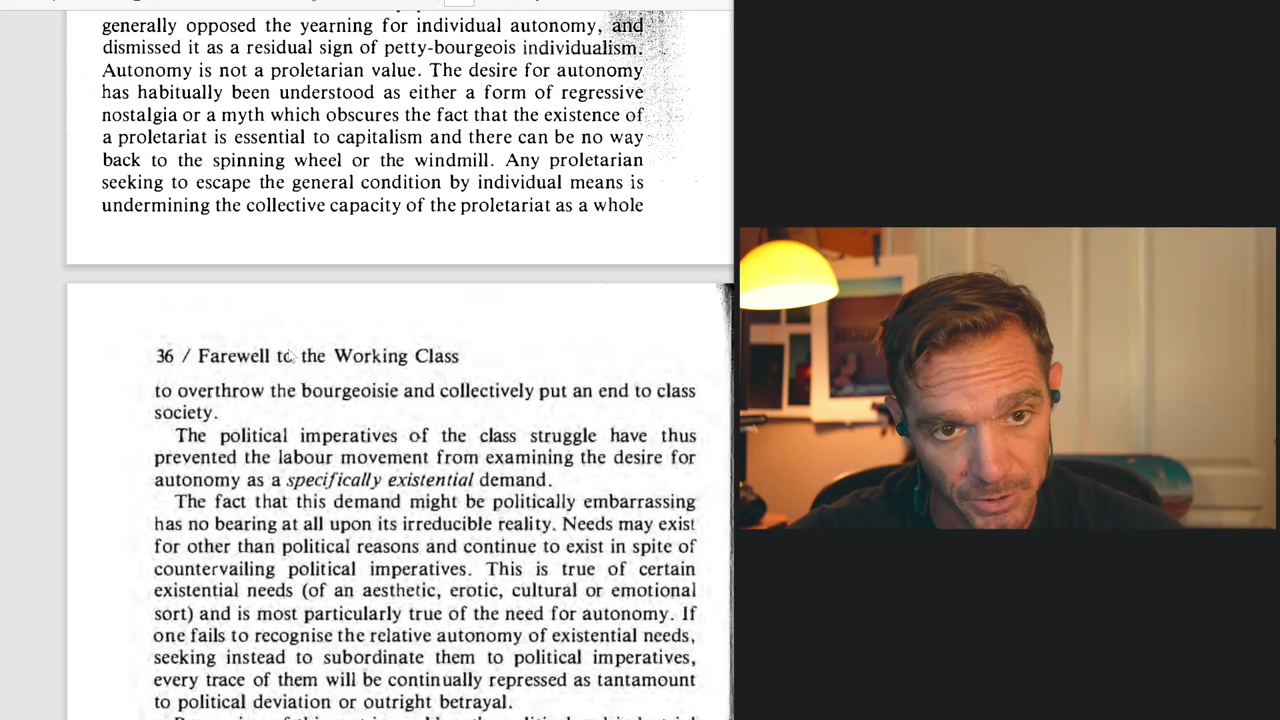 generally opposed the yearning for individual autonomy, and
dismissed it as a residual sign of petty-bourgeois individualism.
Autonomy is not a proletarian value. The desire for autonomy
has habitually been understood as either a form of regressive
nostalgia or a myth which obscures the fact that the existence of
a proletariat is essential to capitalism and there can be no way
back to the spinning wheel or the windmill. Any proletarian
seeking to escape the general condition by individual means is
undermining the collective capacity of the proletariat as a whole
36 / Farewell to the Working Class
to overthrow the bourgeoisie and collectively put an end to class
society.
The political imperatives of the class struggle have thus
prevented the labour movement from examining the desire for
autonomy as a specifically existential demand.
The fact that this demand might be politically embarrassing
has no bearing at all upon its irreducible reality. Needs may exist
for other than political reasons and continue to exist in spite of
countervailing political imperatives. This is true of certain
existential needs (of an aesthetic, erotic, cultural or emotional
sort) and is most particularly true of the need for autonomy. If
one fails to recognise the relative autonomy of existential needs,
seeking instead to subordinate them to political imperatives,
every trace of them will be continually repressed as tantamount
to political deviation or outright betrayal.